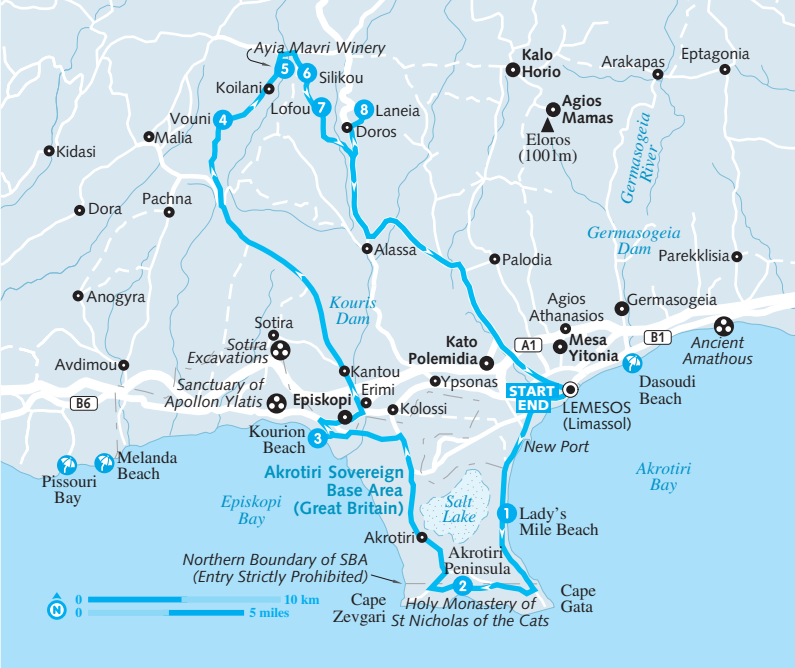 Ayia Mavri Winery
5
6
Silikou
Koilani
Lofou
7
8
Laneia
Vouni
4
Doros
Malia
Kidasi
Kalo
Horio
Arakapas
Eptagonia
Agios
Mamas
Eloros
(1001m)
Germasogeia
River
Dora
Pachna
Germasogeia
Dam
Alassa
Palodia
Parekklisia
Anogyra
Kouris
Dam
Agios
Athanasios
Germasogeia
Sotira
Sotira
Excavations
Kato
Polemidia
A1
Mesa
Yitonia
B1
Ancient
Amathous
Avdimou
Kantou
Sanctuary of
Apollon Ylatis
Erimi
Ypsonas
Dasoudi
Beach
START
END
LEMESOS
(Limassol)
B6
Episkopi
Kolossi
Kourion
Beach
3
New Port
Melanda
Beach
Pissouri
Bay
Akrotiri Sovereign
Base Area
(Great Britain)
Akrotiri
Bay
Episkopi
Bay
Salt
Lake
1
Lady's
Mile Beach
Akrotiri
Akrotiri
Peninsula
Northern Boundary of SBA
(Entry Strictly Prohibited)
2
Cape
Zevgari
Holy Monastery of
St Nicholas of the Cats
Cape
Gata
N
0
10 km
0
5 miles